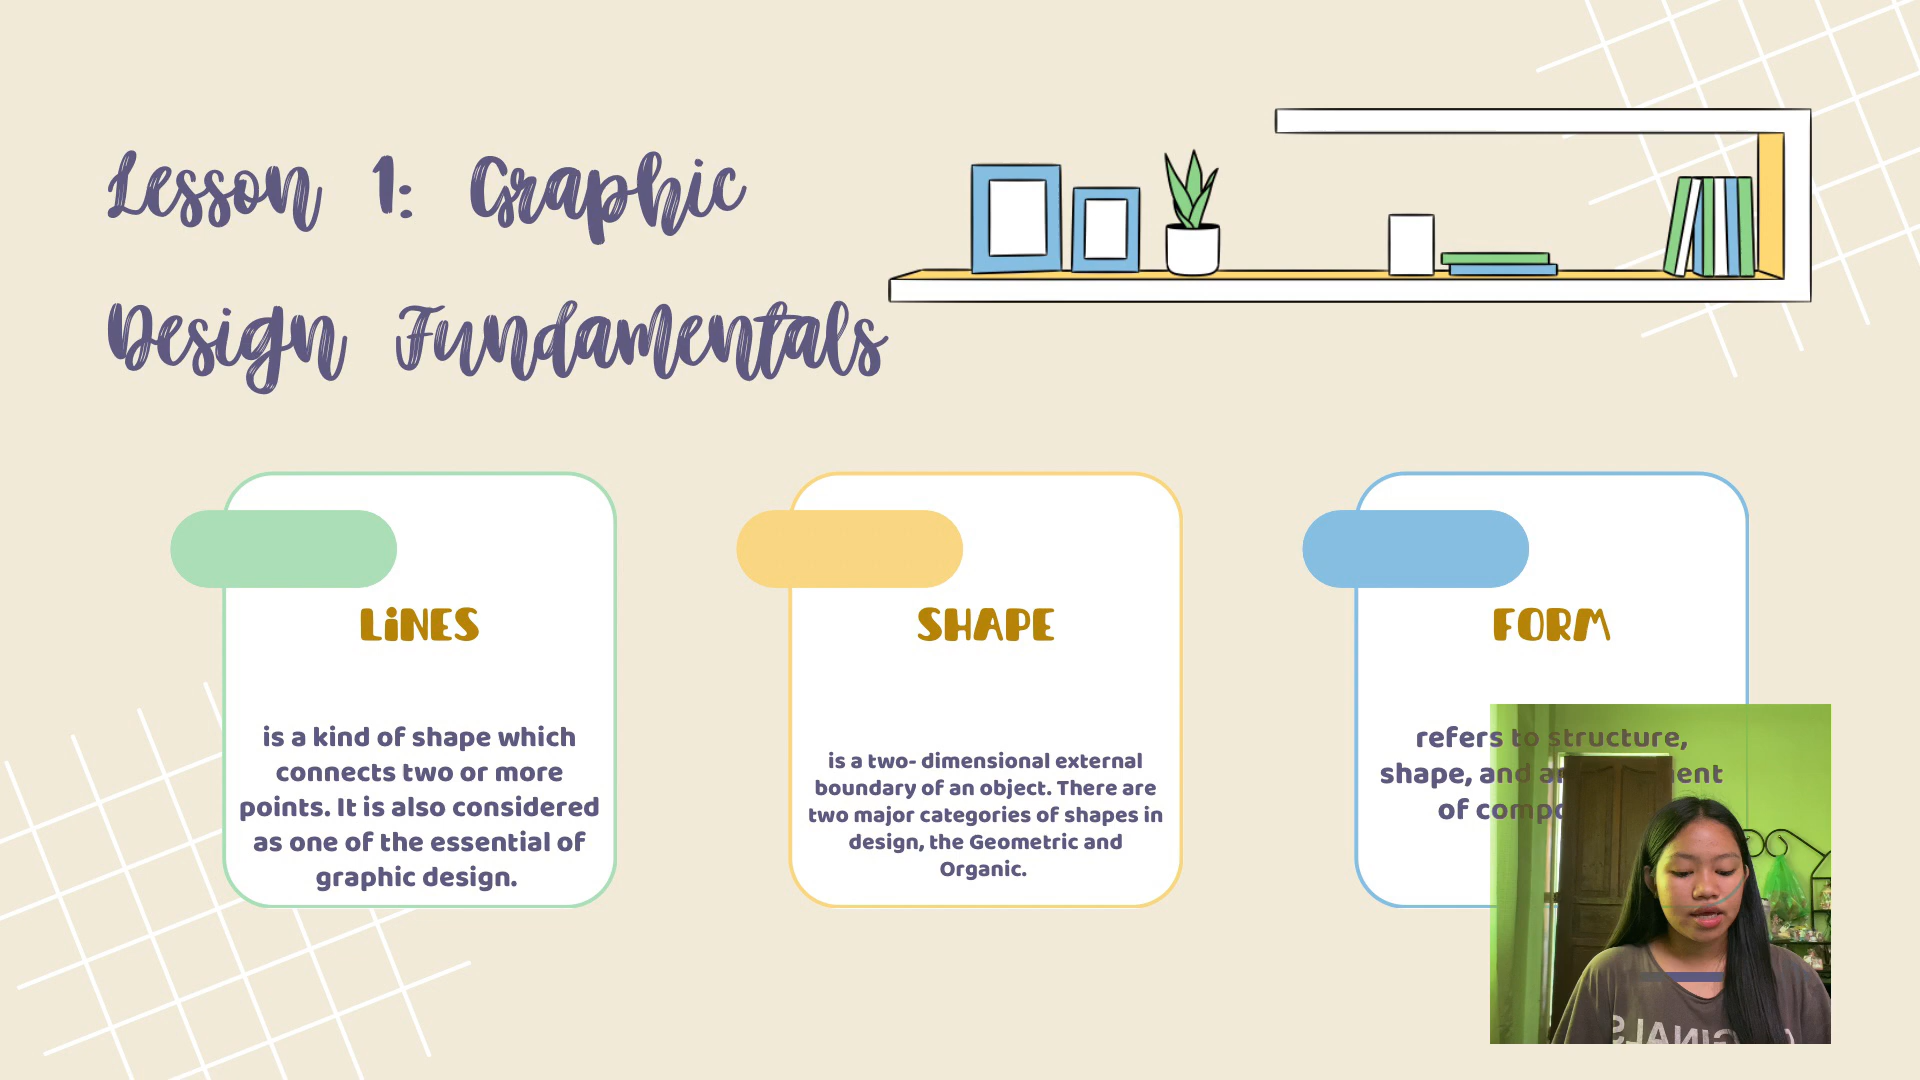 Lesson 1: Graphic
Design Fundamentals
LiNES
is a kind of shape which
connects two or more
points. It is also considered
as one of the essential of
graphic design.
SHAPE
is a two- dimensional external
boundary of an object. There are
two major categories of shapes in
design, the Geometric and
Organic.
FORM
refers to structure,
shape, and
of